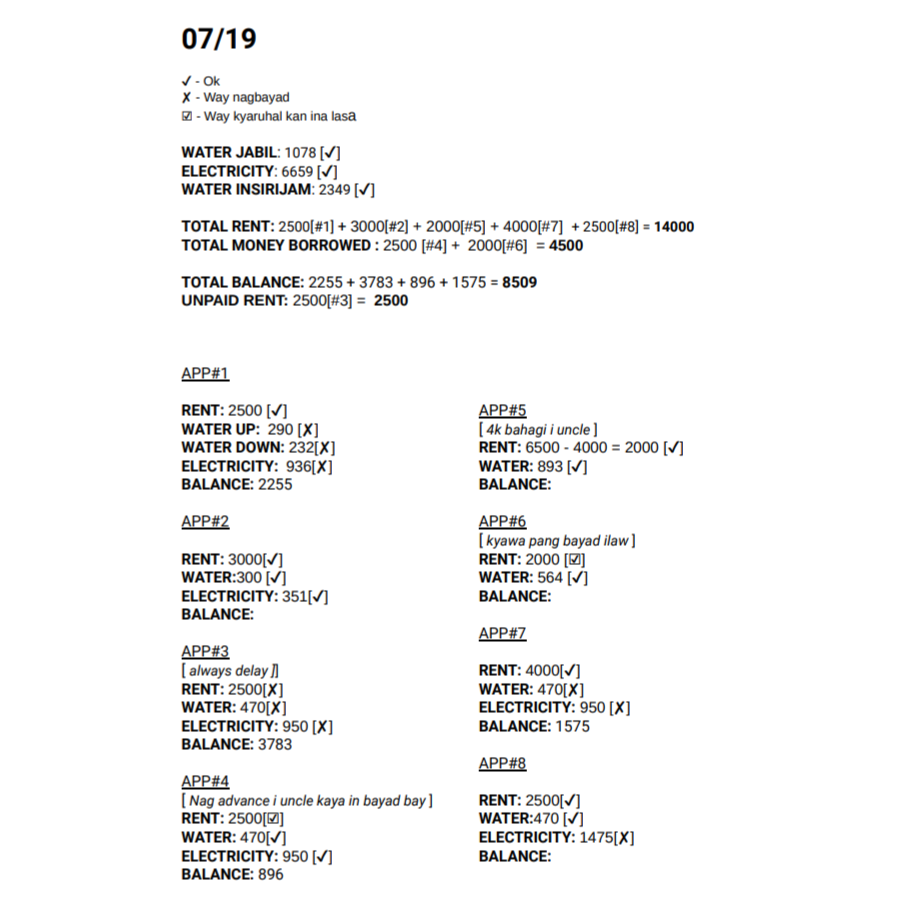 07/19
✓ - Ok
✗ - Way nagbayad
☑ - Way kyaruhal kan ina lasa
WATER JABIL: 1078 [✓]
ELECTRICITY: 6659 [✓]
WATER INSIRIJAM: 2349 [✓]
TOTAL RENT: 2500[#1] + 3000[#2] + 2000[#5] + 4000[#7] + 2500[#8] = 14000
TOTAL MONEY BORROWED : 2500 [#4] + 2000[#6] = 4500
TOTAL BALANCE: 2255 + 3783 + 896 + 1575 = 8509
UNPAID RENT: 2500[#3] = 2500
APP#1
RENT: 2500 [✓]
WATER UP: 290 [✗]
WATER DOWN: 232[✗]
ELECTRICITY: 936[✗]
BALANCE: 2255
APP#2
RENT: 3000[✓]
WATER:300 [✓]
ELECTRICITY: 351[✓]
BALANCE:
APP#3
[ always delay ]]
RENT: 2500[✗]
WATER: 470[✗]
ELECTRICITY: 950 [✗]
BALANCE: 3783
APP#4
[ Nag advance i uncle kaya in bayad bay ]
RENT: 2500[☑]
WATER: 470[✓]
ELECTRICITY: 950 [✓]
BALANCE: 896
APP#5
[ 4k bahagi i uncle ]
RENT: 6500 - 4000 = 2000 [✓]
WATER: 893 [✓]
BALANCE:
APP#6
[ kyawa pang bayad ilaw ]
RENT: 2000 [☑]
WATER: 564 [✓]
BALANCE:
APP#7
RENT: 4000[✓]
WATER: 470[✗]
ELECTRICITY: 950 [✗]
BALANCE: 1575
APP#8
RENT: 2500[✓]
WATER:470 [✓]
ELECTRICITY: 1475[✗]
BALANCE: